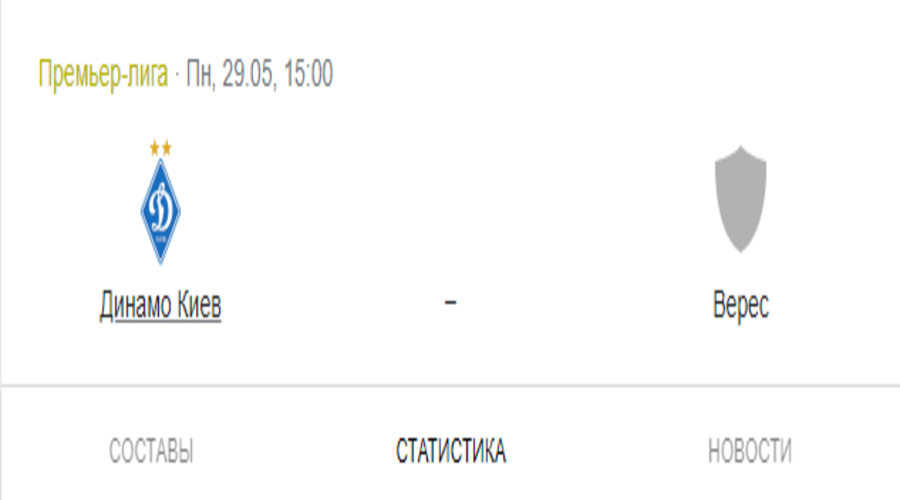 Премьер-лига · Пн, 29.05, 15:00
Динамо Киев – Верес
СОСТАВЫ СТАТИСТИКА НОВОСТИ